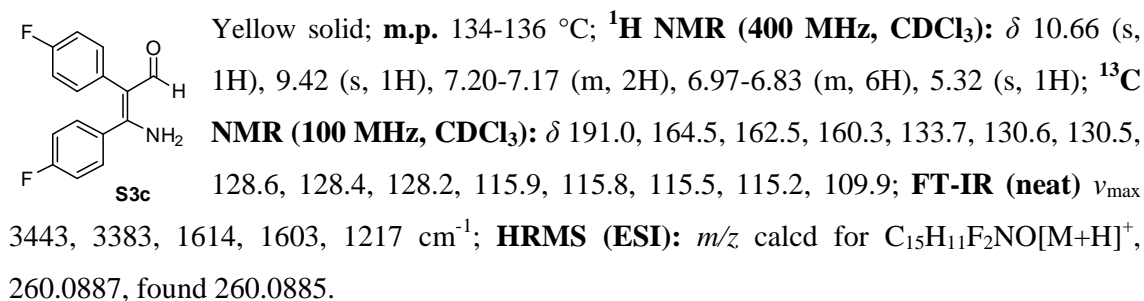 F
O
H
NH₂
F
S3c
Yellow solid; m.p. 134-136 °C; ¹H NMR (400 MHz, CDCl₃): δ 10.66 (s,
1H), 9.42 (s, 1H), 7.20-7.17 (m, 2H), 6.97-6.83 (m, 6H), 5.32 (s, 1H); ¹³C
NMR (100 MHz, CDCl₃): δ 191.0, 164.5, 162.5, 160.3, 133.7, 130.6, 130.5,
128.6, 128.4, 128.2, 115.9, 115.8, 115.5, 115.2, 109.9; FT-IR (neat) νmax
3443, 3383, 1614, 1603, 1217 cm⁻¹; HRMS (ESI): m/z calcd for C₁₅H₁₁F₂NO[M+H]⁺,
260.0887, found 260.0885.